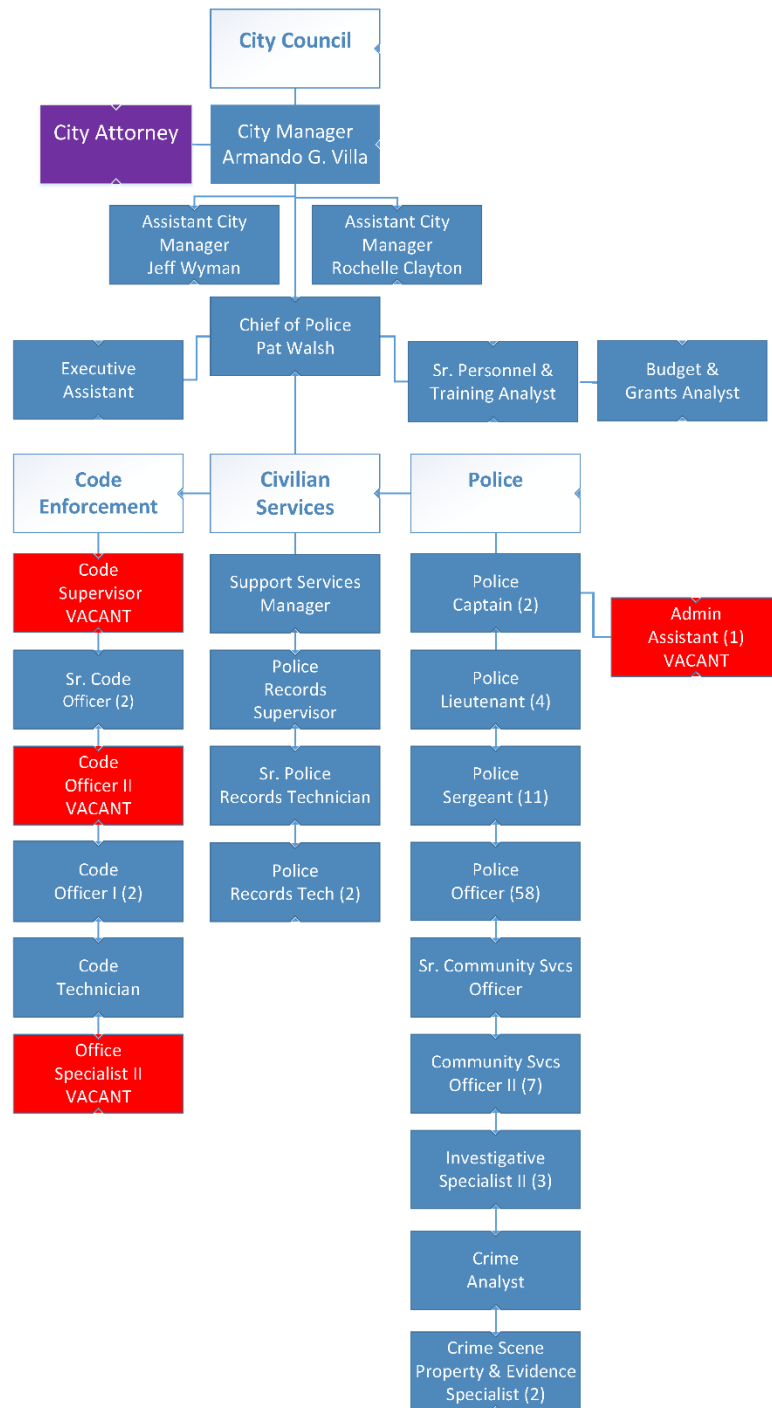 City Council
City Attorney
City Manager
Armando G. Villa
Assistant City
Manager
Jeff Wyman
Assistant City
Manager
Rochelle Clayton
Chief of Police
Pat Walsh
Executive
Assistant
Sr. Personnel &
Training Analyst
Budget &
Grants Analyst
Code
Enforcement
Civilian
Services
Police
Code
Supervisor
VACANT
Sr. Code
Officer (2)
Code
Officer II
VACANT
Code
Officer I (2)
Code
Technician
Office
Specialist II
VACANT
Support Services
Manager
Police
Records
Supervisor
Sr. Police
Records Technician
Police
Records Tech (2)
Police
Captain (2)
Admin
Assistant (1)
VACANT
Police
Lieutenant (4)
Police
Sergeant (11)
Police
Officer (58)
Sr. Community Svcs
Officer
Community Svcs
Officer II (7)
Investigative
Specialist II (3)
Crime
Analyst
Crime Scene
Property & Evidence
Specialist (2)